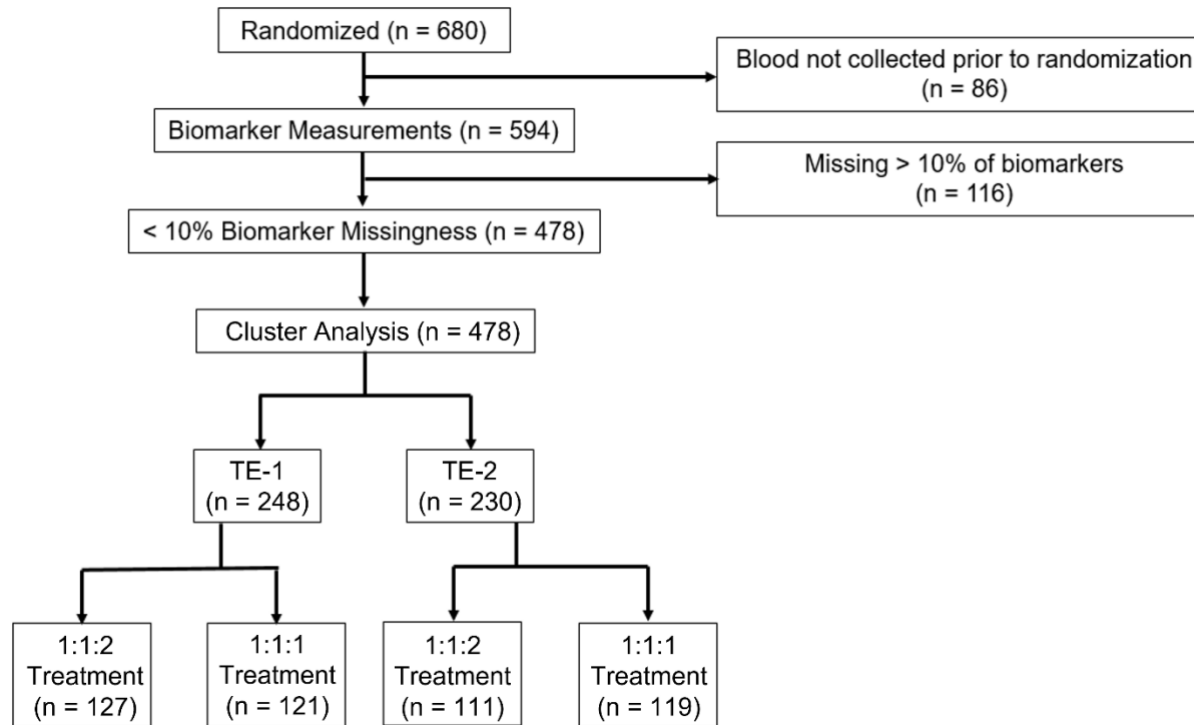 Randomized (n = 680)
Blood not collected prior to randomization
(n = 86)
Biomarker Measurements (n = 594)
Missing > 10% of biomarkers
(n = 116)
< 10% Biomarker Missingness (n = 478)
Cluster Analysis (n = 478)
TE-1
(n = 248)
TE-2
(n = 230)
1:1:2
Treatment
(n = 127)
1:1:1
Treatment
(n = 121)
1:1:2
Treatment
(n = 111)
1:1:1
Treatment
(n = 119)